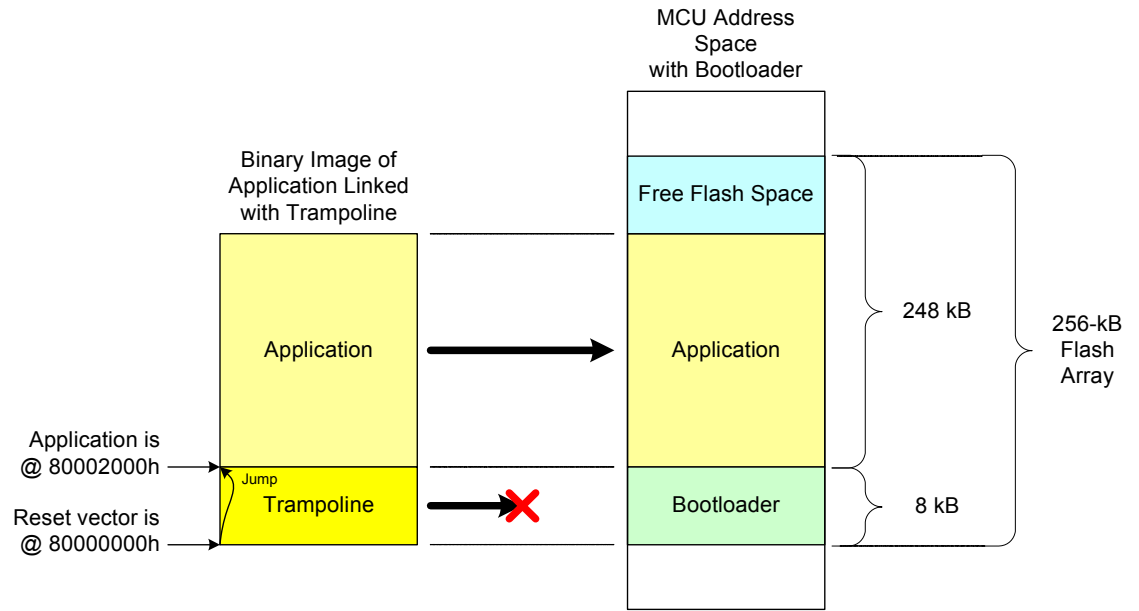 MCU Address
Space
with Bootloader
Binary Image of
Application Linked
with Trampoline
Free Flash Space
248 kB
256-kB
Flash
Array
Application
Application
Application is
@ 80002000h
Jump
Trampoline
Bootloader
8 kB
Reset vector is
@ 80000000h